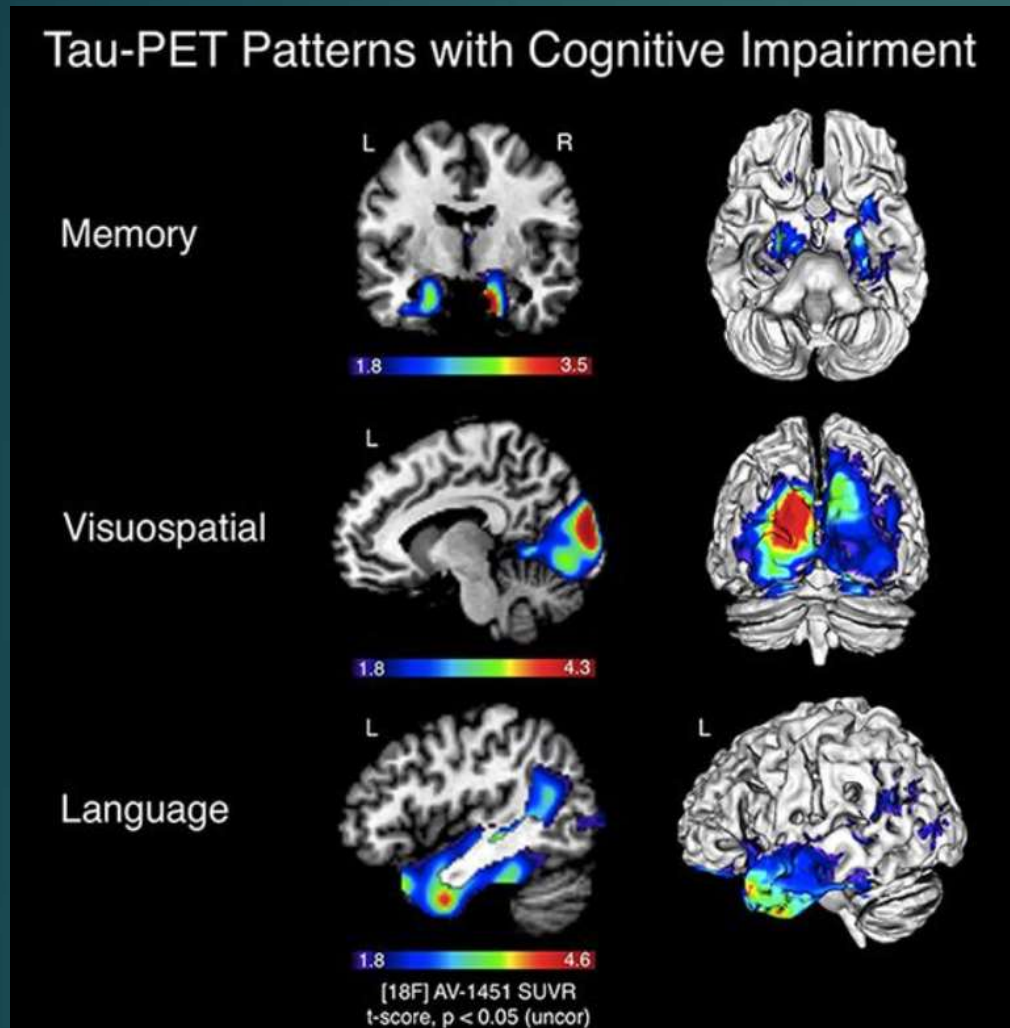 Tau-PET Patterns with Cognitive Impairment
L R
Memory
1.8 3.5
L
Visuospatial
1.8 4.3
L L
Language
1.8 4.6
[18F] AV-1451 SUVR
t-score, p < 0.05 (uncor)